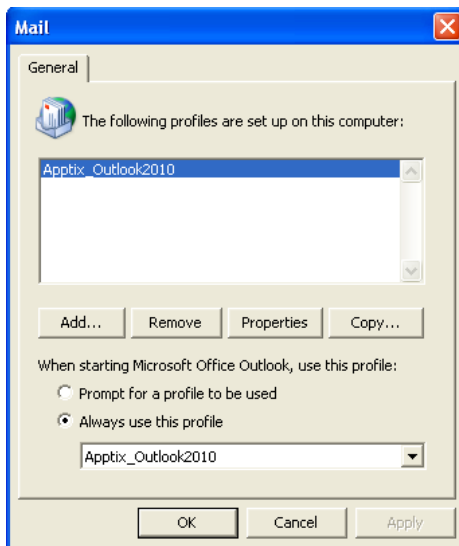 Mail
General
The following profiles are set up on this computer:
Apptix_Outlook2010
Add... Remove Properties Copy...
When starting Microsoft Office Outlook, use this profile:
Prompt for a profile to be used
Always use this profile
Apptix_Outlook2010
OK Cancel Apply